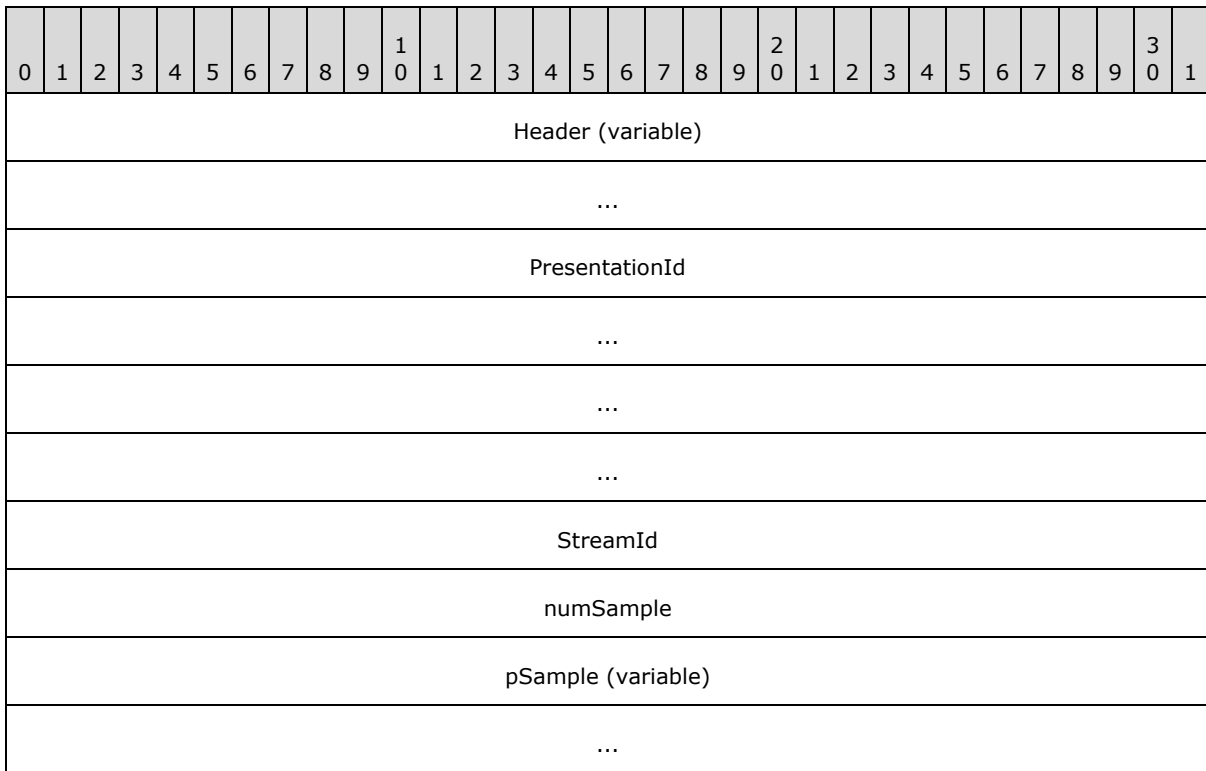 1 2 3
0 1 2 3 4 5 6 7 8 9 0 1 2 3 4 5 6 7 8 9 0 1 2 3 4 5 6 7 8 9 0 1
Header (variable)
...
PresentationId
...
...
...
StreamId
numSample
pSample (variable)
...